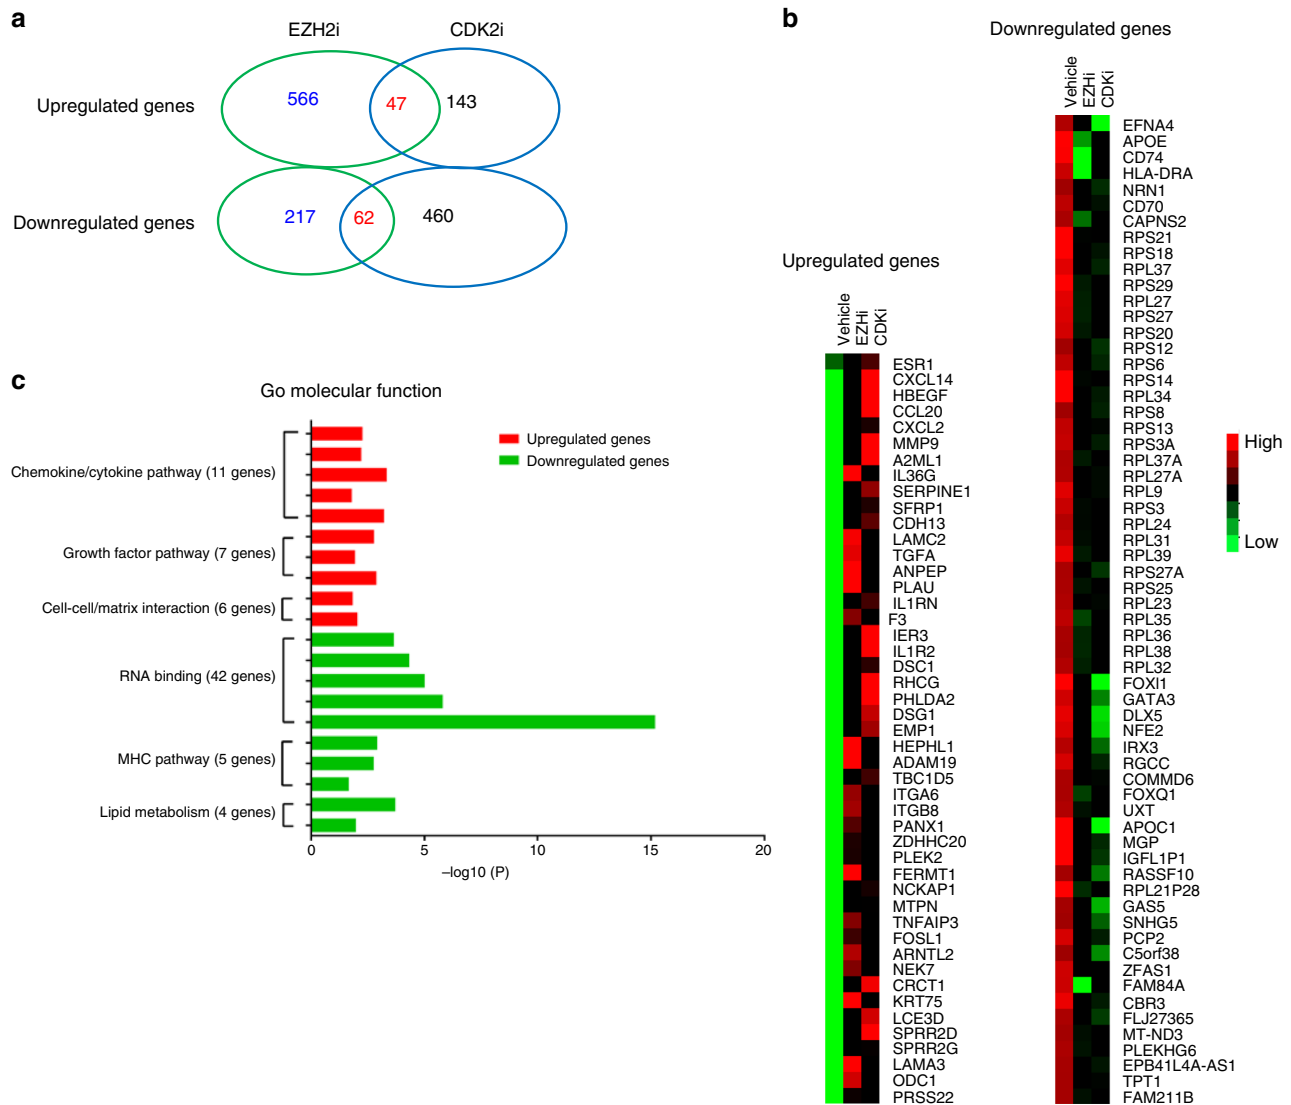 a
EZH2i
CDK2i
Upregulated genes
566
47
143
Downregulated genes
217
62
460
b
Downregulated genes
Vehicle
EZHi
CDKi
EFNA4
APOE
CD74
HLA-DRA
NRN1
CD70
CAPNS2
RPS21
RPS18
RPL37
RPS29
RPL27
RPS27
RPS20
RPS12
RPS6
RPS14
RPL34
RPS8
RPS13
RPS3A
RPL37A
RPL27A
RPL9
RPS3
RPL24
RPL31
RPL39
RPS27A
RPS25
RPL23
RPL35
RPL36
RPL38
RPL32
FOXI1
GATA3
DLX5
NFE2
IRX3
RGCC
COMMD6
FOXQ1
UXT
APOC1
MGP
IGFL1P1
RASSF10
RPL21P28
GAS5
SNHG5
PCP2
C5orf38
ZFAS1
FAM84A
CBR3
FLJ27365
MT-ND3
PLEKHG6
EPB41L4A-AS1
TPT1
FAM211B
Upregulated genes
Vehicle
EZHi
CDKi
ESR1
CXCL14
HBEGF
CCL20
CXCL2
MMP9
A2ML1
IL36G
SERPINE1
SFRP1
CDH13
LAMC2
TGFA
ANPEP
PLAU
IL1RN
F3
IER3
IL1R2
DSC1
RHCG
PHLDA2
DSG1
EMP1
HEPHL1
ADAM19
TBC1D5
ITGA6
ITGB8
PANX1
ZDHHC20
PLEK2
FERMT1
NCKAP1
MTPN
TNFAIP3
FOSL1
ARNTL2
NEK7
CRCT1
KRT75
LCE3D
SPRR2D
SPRR2G
LAMA3
ODC1
PRSS22
High
Low
c
Go molecular function
Upregulated genes
Downregulated genes
Chemokine/cytokine pathway (11 genes)
Growth factor pathway (7 genes)
Cell-cell/matrix interaction (6 genes)
RNA binding (42 genes)
MHC pathway (5 genes)
Lipid metabolism (4 genes)
0
5
10
15
20
–log10 (P)